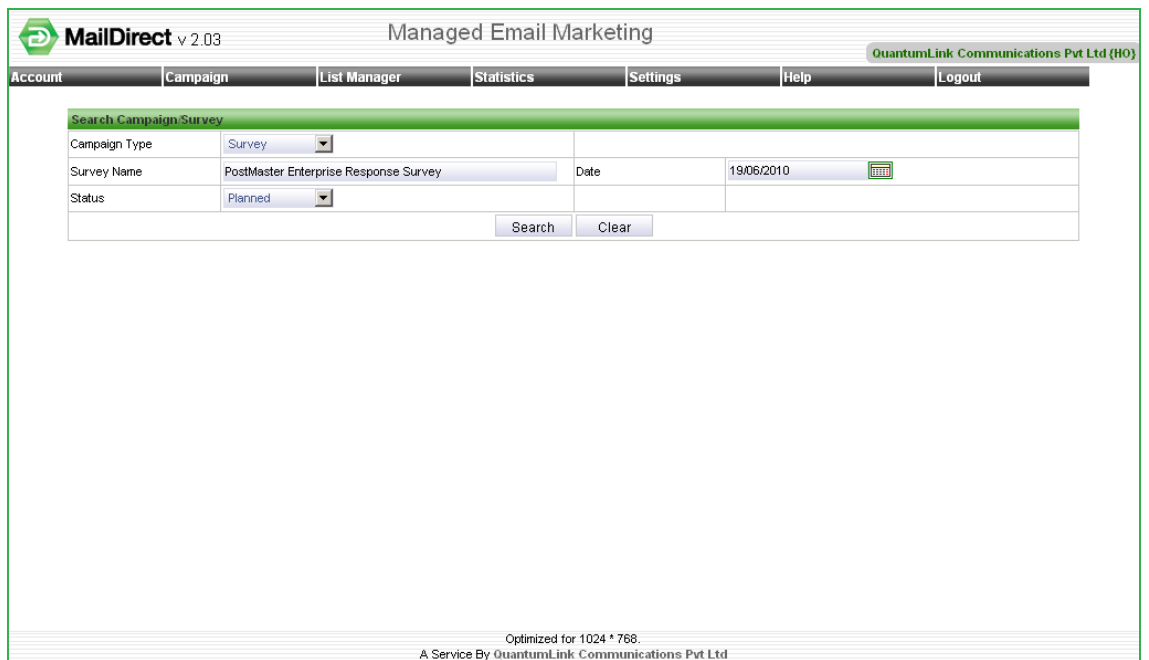 MailDirect v 2.03
Managed Email Marketing
QuantumLink Communications Pvt Ltd (HO)
Account Campaign List Manager Statistics Settings Help Logout
Search Campaign/Survey
Campaign Type Survey
Survey Name PostMaster Enterprise Response Survey Date 19/06/2010
Status Planned
Search Clear
Optimized for 1024 * 768.
A Service By QuantumLink Communications Pvt Ltd